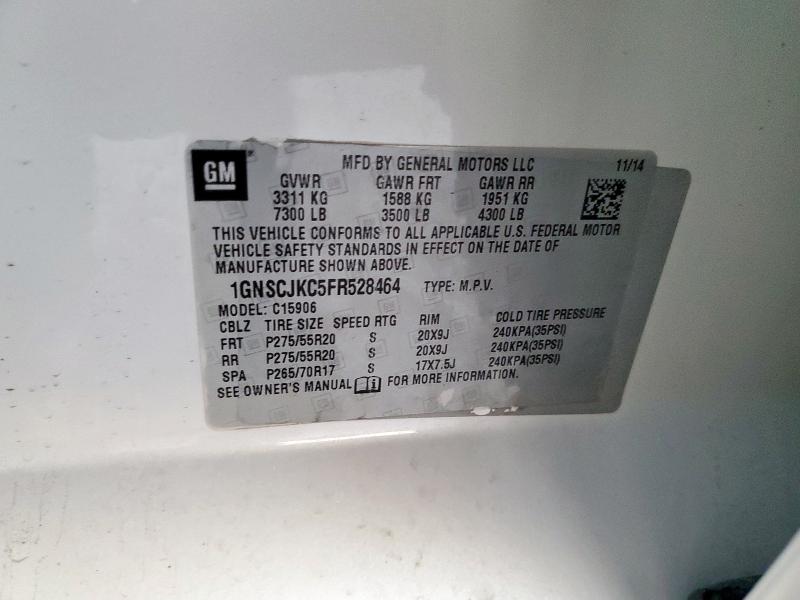 GM
MFD BY GENERAL MOTORS LLC 11/14
GVWR GAWR FRT GAWR RR
3311 KG 1588 KG 1951 KG
7300 LB 3500 LB 4300 LB
THIS VEHICLE CONFORMS TO ALL APPLICABLE U.S. FEDERAL MOTOR
VEHICLE SAFETY STANDARDS IN EFFECT ON THE DATE OF
MANUFACTURE SHOWN ABOVE.
1GNSCJKC5FR528464 TYPE: M.P.V.
MODEL: C15906
CBLZ TIRE SIZE SPEED RTG RIM COLD TIRE PRESSURE
FRT P275/55R20 S 20X9J 240KPA(35PSI)
RR P275/55R20 S 20X9J 240KPA(35PSI)
SPA P265/70R17 S 17X7.5J 240KPA(35PSI)
SEE OWNER'S MANUAL FOR MORE INFORMATION.